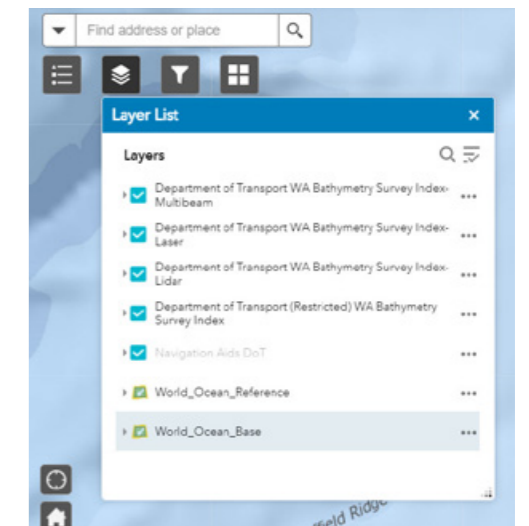 Find address or place
Layer List
Layers
Department of Transport WA Bathymetry Survey Index-
Multibeam
Department of Transport WA Bathymetry Survey Index-
Laser
Department of Transport WA Bathymetry Survey Index-
Lidar
Department of Transport (Restricted) WA Bathymetry
Survey Index
Navigation Aids DoT
World_Ocean_Reference
World_Ocean_Base
Ridge